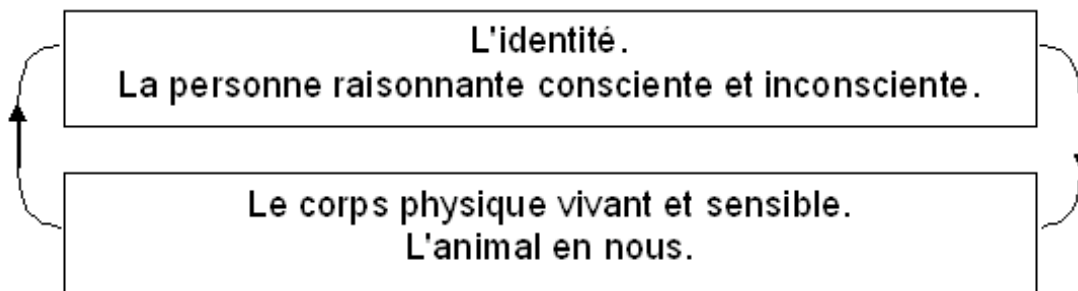 L'identité.
La personne raisonnante consciente et inconsciente.
Le corps physique vivant et sensible.
L'animal en nous.